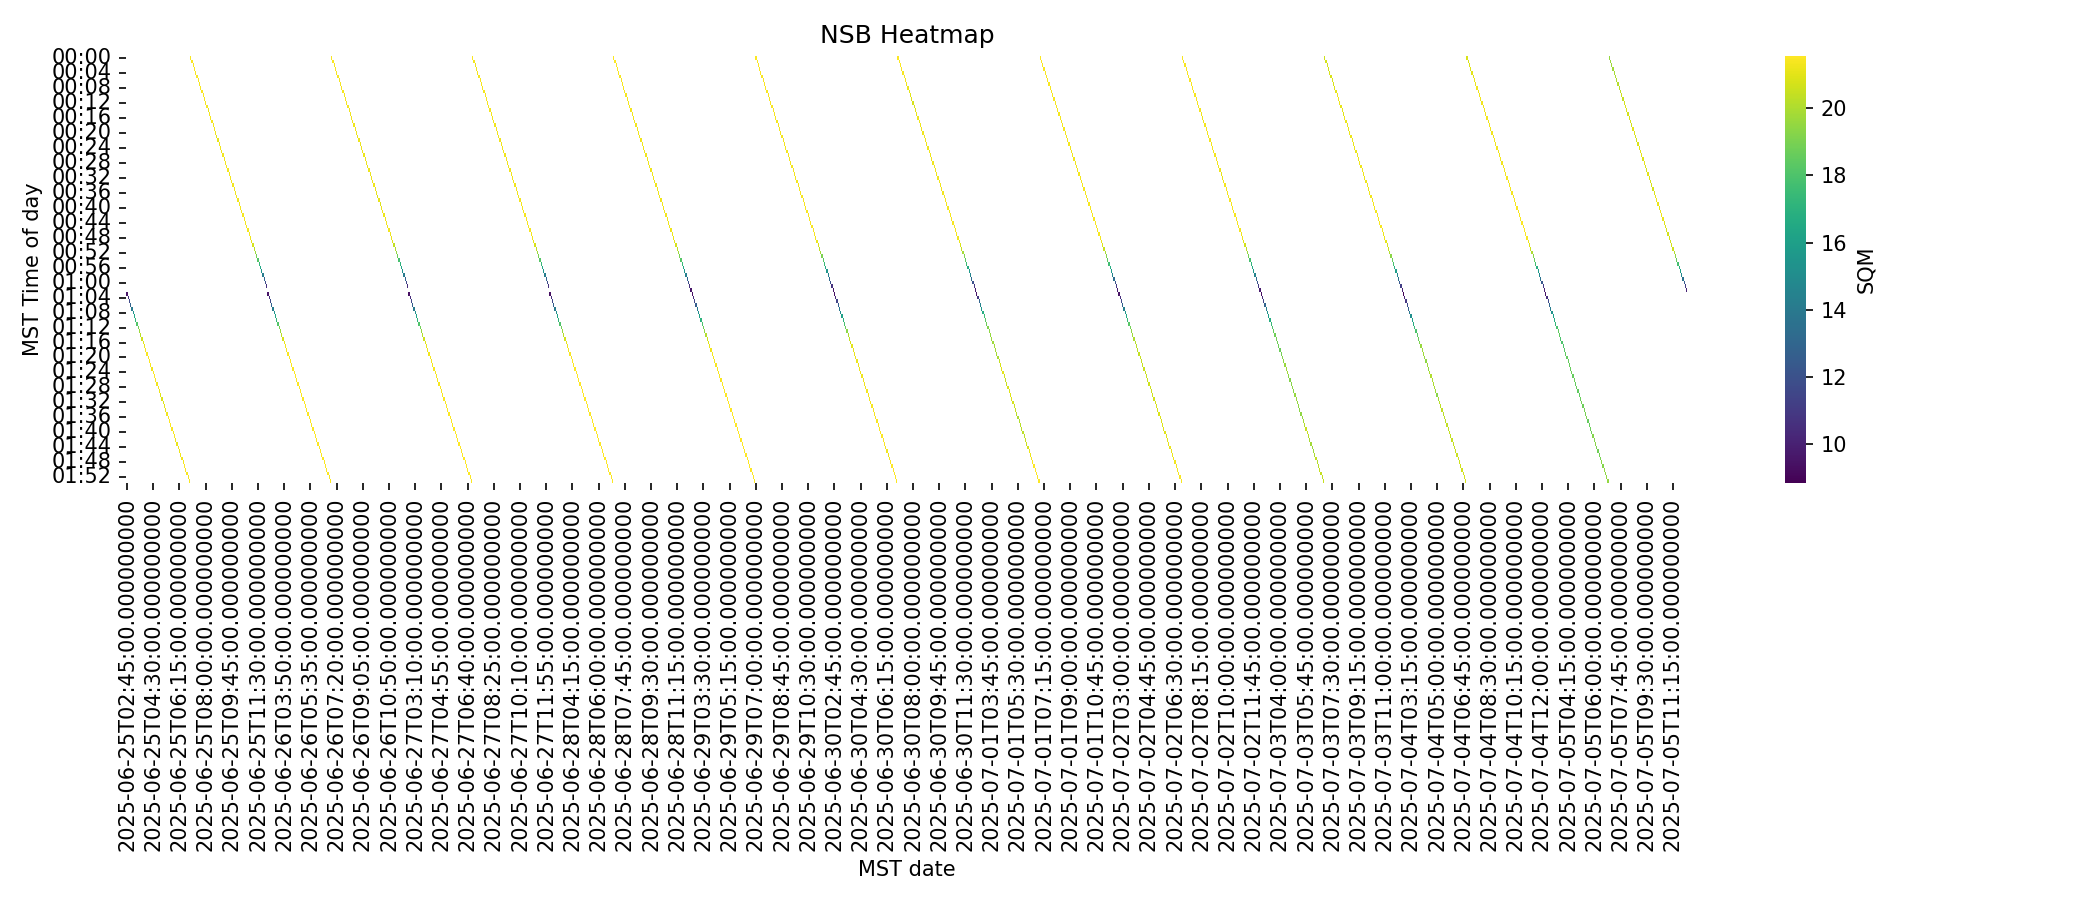 NSB Heatmap
MST Time of day
00:00
00:04
00:08
00:12
00:16
00:20
00:24
00:28
00:32
00:36
00:40
00:44
00:48
00:52
00:56
01:00
01:04
01:08
01:12
01:16
01:20
01:24
01:28
01:32
01:36
01:40
01:44
01:48
01:52
2025-06-25T02:45:00.000000000
2025-06-25T04:30:00.000000000
2025-06-25T06:15:00.000000000
2025-06-25T08:00:00.000000000
2025-06-25T09:45:00.000000000
2025-06-25T11:30:00.000000000
2025-06-26T03:50:00.000000000
2025-06-26T05:35:00.000000000
2025-06-26T07:20:00.000000000
2025-06-26T09:05:00.000000000
2025-06-26T10:50:00.000000000
2025-06-27T03:10:00.000000000
2025-06-27T04:55:00.000000000
2025-06-27T06:40:00.000000000
2025-06-27T08:25:00.000000000
2025-06-27T10:10:00.000000000
2025-06-27T11:55:00.000000000
2025-06-28T04:15:00.000000000
2025-06-28T06:00:00.000000000
2025-06-28T07:45:00.000000000
2025-06-28T09:30:00.000000000
2025-06-28T11:15:00.000000000
2025-06-29T03:30:00.000000000
2025-06-29T05:15:00.000000000
2025-06-29T07:00:00.000000000
2025-06-29T08:45:00.000000000
2025-06-29T10:30:00.000000000
2025-06-30T02:45:00.000000000
2025-06-30T04:30:00.000000000
2025-06-30T06:15:00.000000000
2025-06-30T08:00:00.000000000
2025-06-30T09:45:00.000000000
2025-06-30T11:30:00.000000000
2025-07-01T03:45:00.000000000
2025-07-01T05:30:00.000000000
2025-07-01T07:15:00.000000000
2025-07-01T09:00:00.000000000
2025-07-01T10:45:00.000000000
2025-07-02T03:00:00.000000000
2025-07-02T04:45:00.000000000
2025-07-02T06:30:00.000000000
2025-07-02T08:15:00.000000000
2025-07-02T10:00:00.000000000
2025-07-02T11:45:00.000000000
2025-07-03T04:00:00.000000000
2025-07-03T05:45:00.000000000
2025-07-03T07:30:00.000000000
2025-07-03T09:15:00.000000000
2025-07-03T11:00:00.000000000
2025-07-04T03:15:00.000000000
2025-07-04T05:00:00.000000000
2025-07-04T06:45:00.000000000
2025-07-04T08:30:00.000000000
2025-07-04T10:15:00.000000000
2025-07-04T12:00:00.000000000
2025-07-05T04:15:00.000000000
2025-07-05T06:00:00.000000000
2025-07-05T07:45:00.000000000
2025-07-05T09:30:00.000000000
2025-07-05T11:15:00.000000000
MST date
20
18
16
14
12
10
SQM